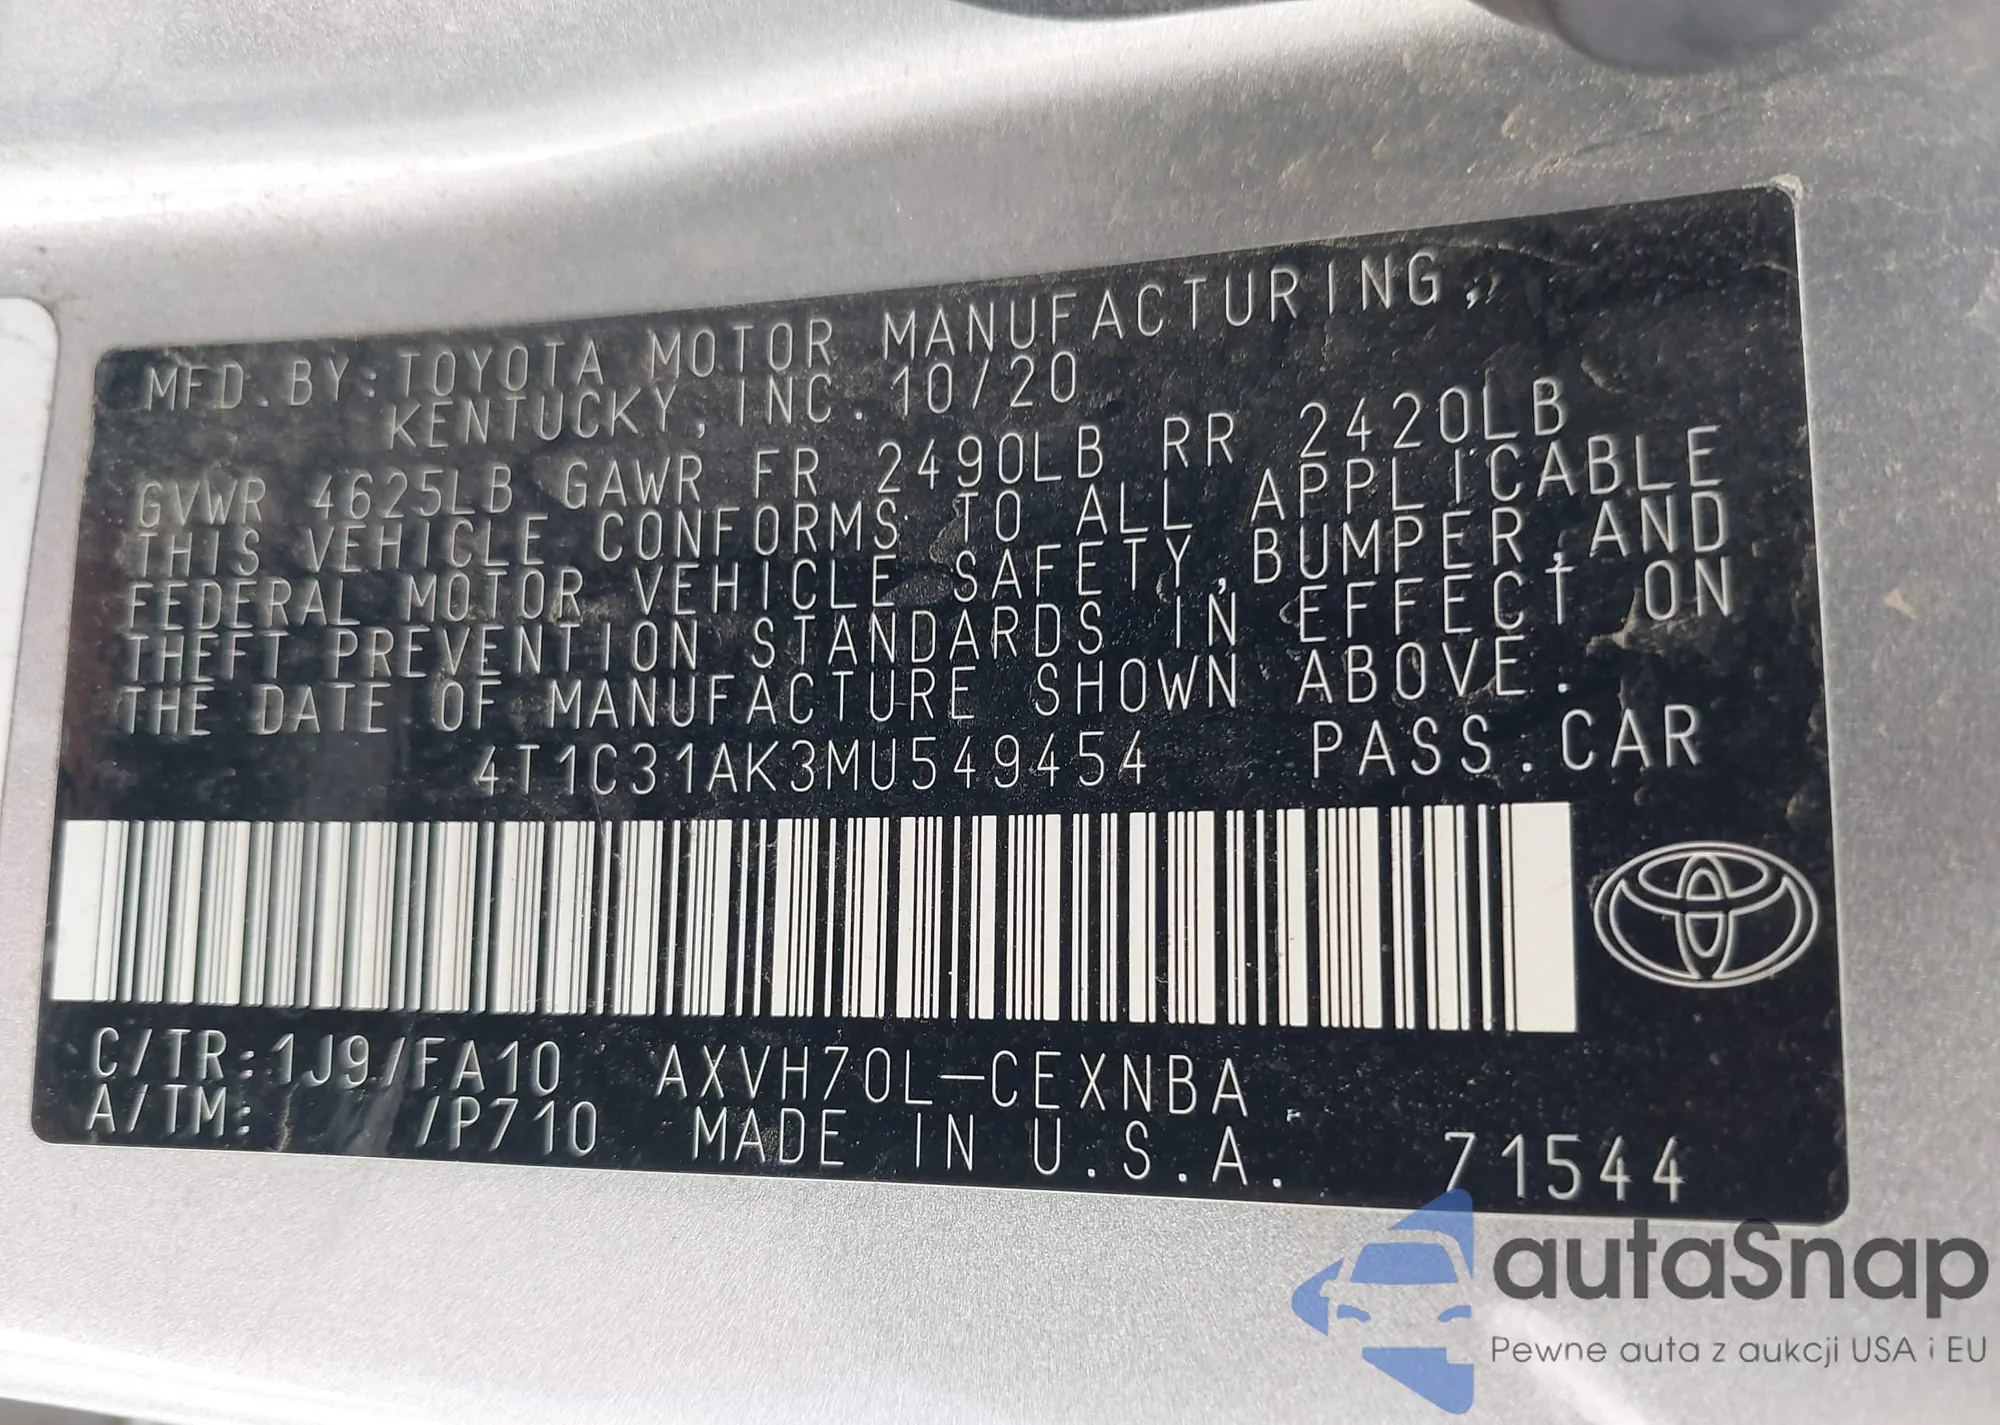 MFD. BY: TOYOTA MOTOR MANUFACTURING,
KENTUCKY, INC. 10/20
GVWR 4625LB GAWR FR 2490LB RR 2420LB
THIS VEHICLE CONFORMS TO ALL APPLICABLE
FEDERAL MOTOR VEHICLE SAFETY, BUMPER, AND
THEFT PREVENTION STANDARDS IN EFFECT ON
THE DATE OF MANUFACTURE SHOWN ABOVE.
4T1C31AK3MU549454 PASS. CAR
C/TR:1J9/FA10 AXVH70L-CEXNBA
A/TM: /P710 MADE IN U.S.A. 71544
autaSnap
Pewne auta z aukcji USA i EU